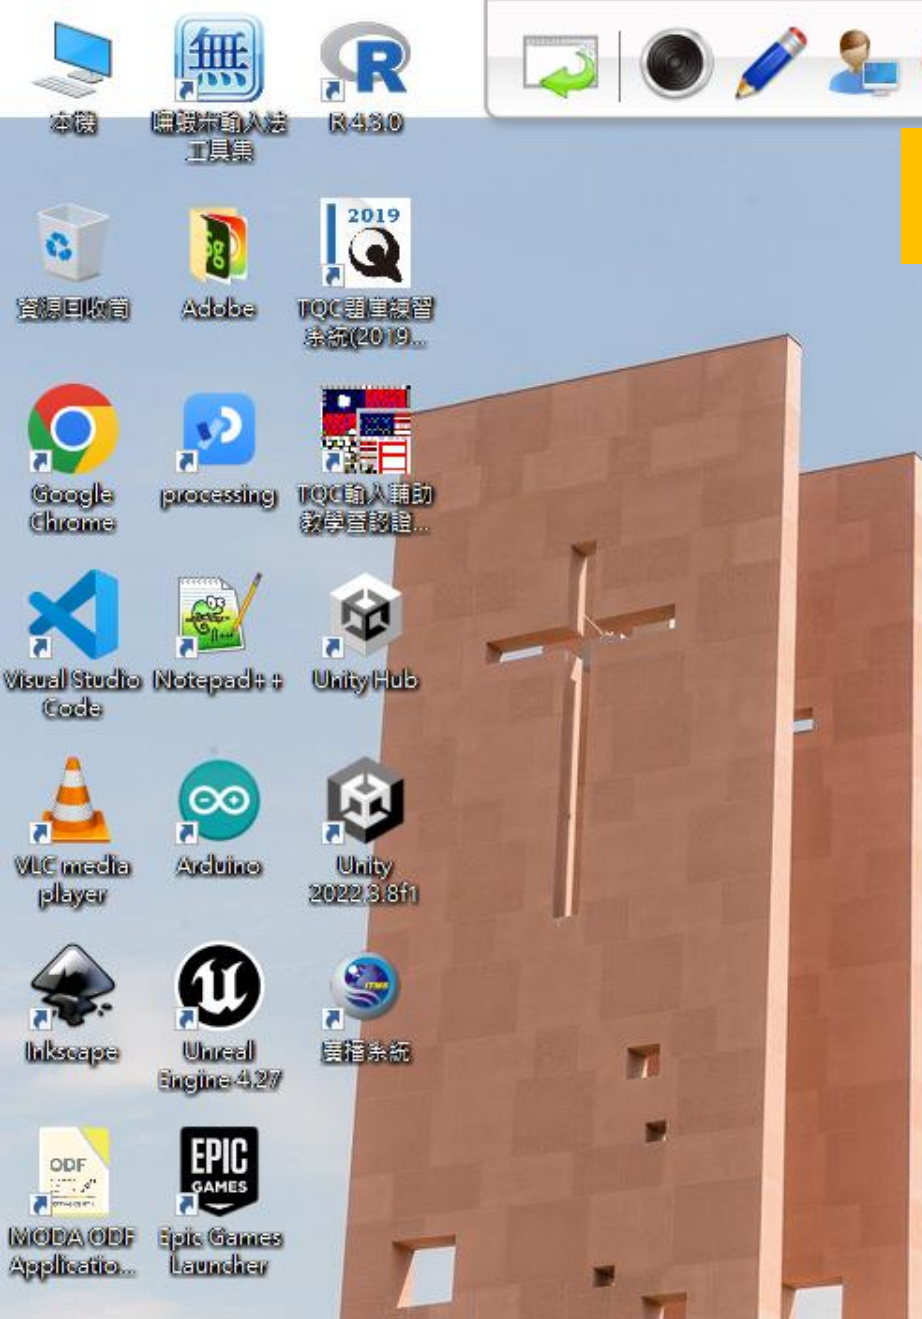 本機
無
嘸蝦米輸入法
工具集
R
R 4.3.0
資源回收筒
Sg
Adobe
2019
Q
TQC題庫練習
系統(2019...
Google
Chrome
processing
TQC輸入輔助
教學暨認證...
Visual Studio
Code
Notepad++
Unity Hub
VLC media
player
Arduino
Unity
2022.3.8f1
Inkscape
Unreal
Engine 4.27
廣播系統
ODF
MODA ODF
Applicatio...
EPIC
GAMES
Epic Games
Launcher